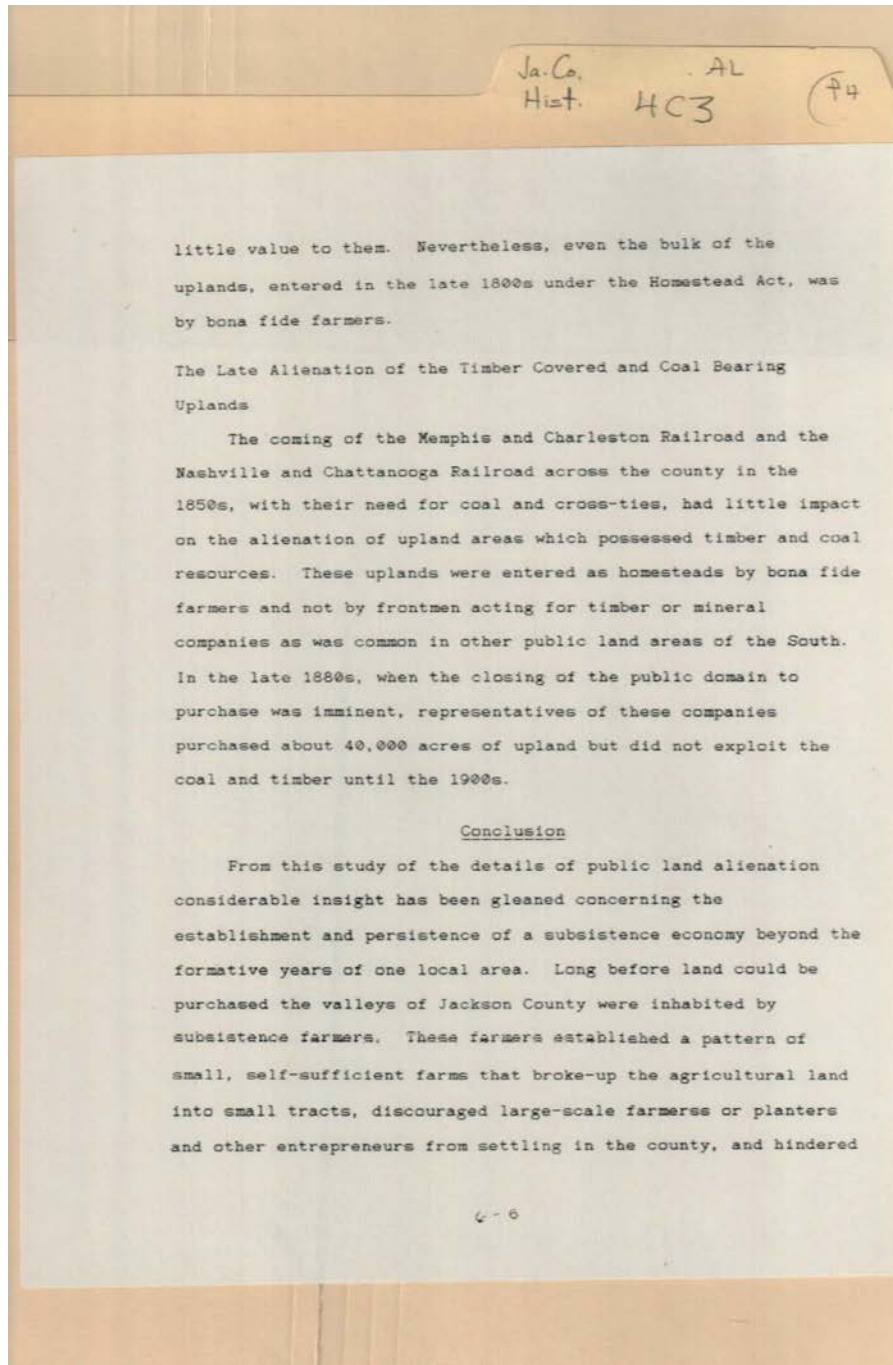 Ja. Co. AL
Hist. 4C3 P4
little value to them. Nevertheless, even the bulk of the
uplands, entered in the late 1800s under the Homestead Act, was
by bona fide farmers.
The Late Alienation of the Timber Covered and Coal Bearing
Uplands
The coming of the Memphis and Charleston Railroad and the
Nashville and Chattanooga Railroad across the county in the
1850s, with their need for coal and cross-ties, had little impact
on the alienation of upland areas which possessed timber and coal
resources. These uplands were entered as homesteads by bona fide
farmers and not by frontmen acting for timber or mineral
companies as was common in other public land areas of the South.
In the late 1880s, when the closing of the public domain to
purchase was imminent, representatives of these companies
purchased about 40,000 acres of upland but did not exploit the
coal and timber until the 1900s.
Conclusion
From this study of the details of public land alienation
considerable insight has been gleaned concerning the
establishment and persistence of a subsistence economy beyond the
formative years of one local area. Long before land could be
purchased the valleys of Jackson County were inhabited by
subsistence farmers. These farmers established a pattern of
small, self-sufficient farms that broke-up the agricultural land
into small tracts, discouraged large-scale farmerss or planters
and other entrepreneurs from settling in the county, and hindered
6 - 6